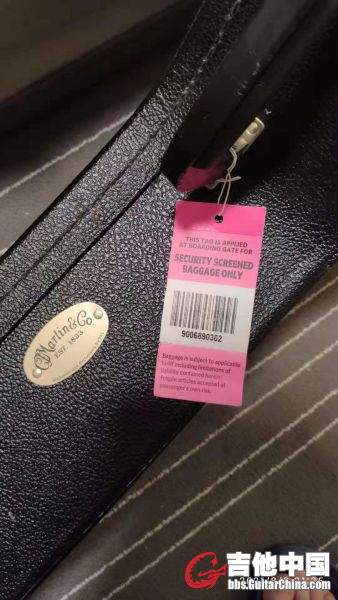 THIS TAG IS APPLIED
AT BOARDING GATE FOR
SECURITY SCREENED
BAGGAGE ONLY
9006890362
Baggage is subject to applicable
tariff including limitations of
liability contained herein.
Fragile articles accepted at
passenger's own risk.
Martin & Co.
EST. 1833
吉他中国
bbs.GuitarChina.com